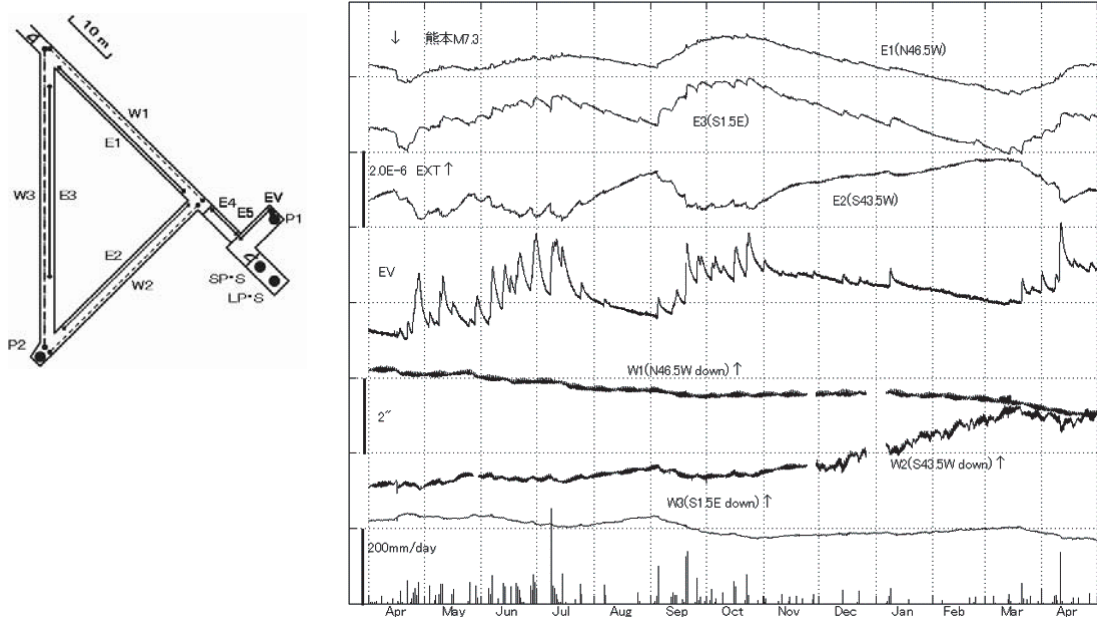 10 m
W1
E1
W3
E3
E4
EV
E5
P1
E2
W2
SP·S
LP·S
P2
↓ 熊本M7.3
E1(N46.5W)
E3(S1.5E)
2.0E-6 EXT ↑
E2(S43.5W)
EV
W1(N46.5W down) ↑
2"
W2(S43.5W down) ↑
W3(S1.5E down) ↑
200mm/day
Apr May Jun Jul Aug Sep Oct Nov Dec Jan Feb Mar Apr